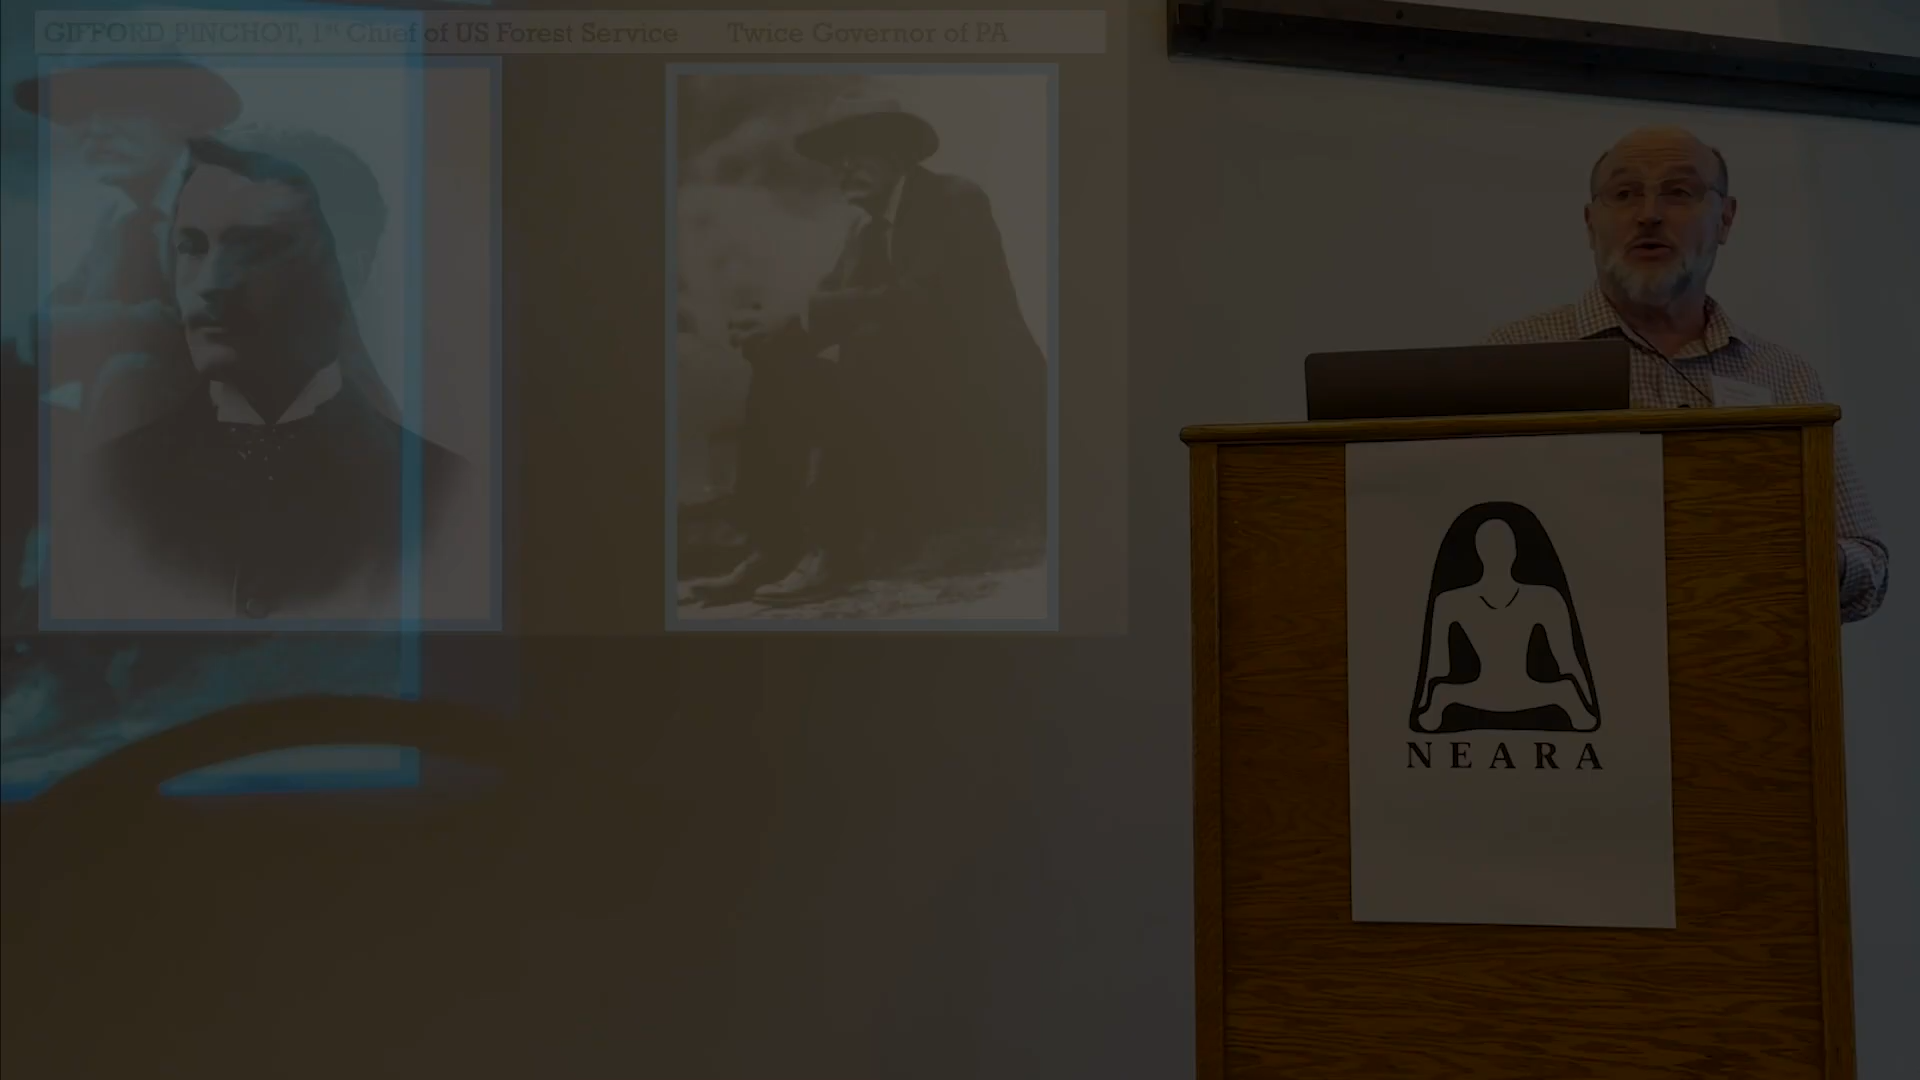 GIFFORD PINCHOT, 1st Chief of US Forest Service Twice Governor of PA
NEARA